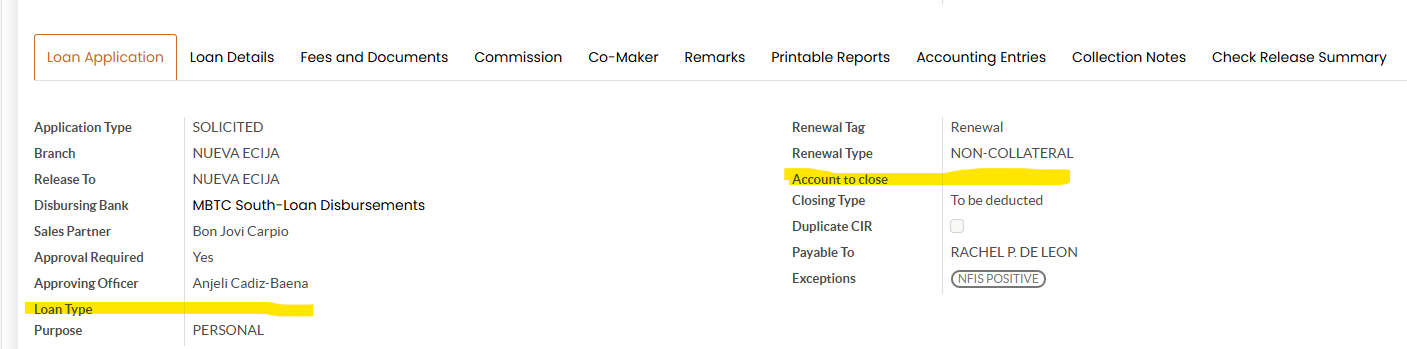 Loan Application Loan Details Fees and Documents Commission Co-Maker Remarks Printable Reports Accounting Entries Collection Notes Check Release Summary
Application Type SOLICITED
Branch NUEVA ECIJA
Release To NUEVA ECIJA
Disbursing Bank MBTC South-Loan Disbursements
Sales Partner Bon Jovi Carpio
Approval Required Yes
Approving Officer Anjeli Cadiz-Baena
Loan Type
Purpose PERSONAL
Renewal Tag Renewal
Renewal Type NON-COLLATERAL
Account to close
Closing Type To be deducted
Duplicate CIR
Payable To RACHEL P. DE LEON
Exceptions NFIS POSITIVE